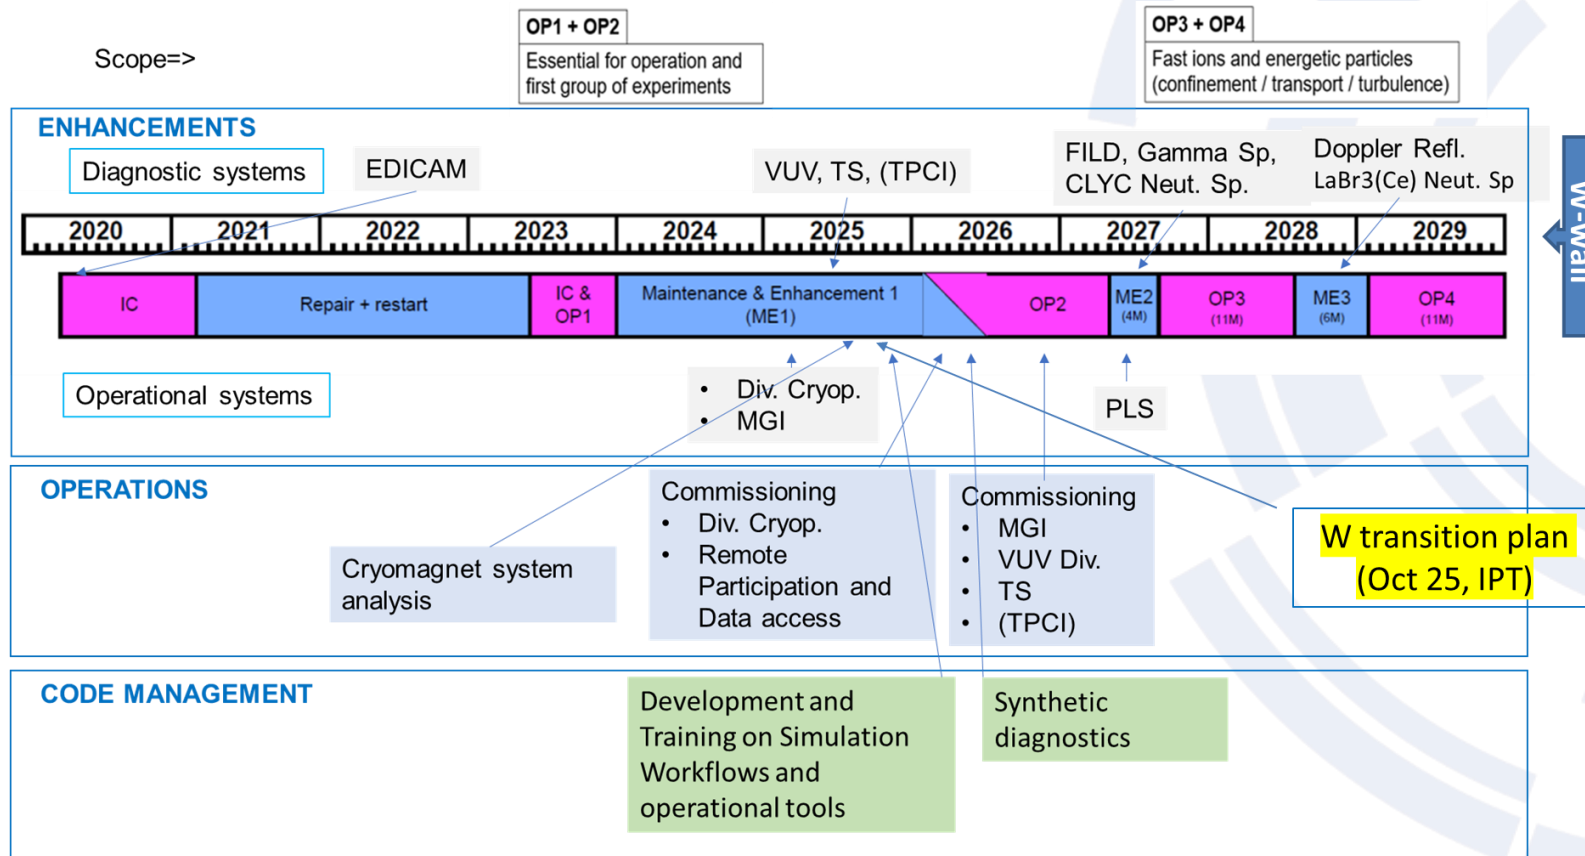 Scope=>
OP1 + OP2
Essential for operation and
first group of experiments
OP3 + OP4
Fast ions and energetic particles
(confinement / transport / turbulence)
ENHANCEMENTS
Diagnostic systems
EDICAM
VUV, TS, (TPCI)
FILD, Gamma Sp,
CLYC Neut. Sp.
Doppler Refl.
LaBr3(Ce) Neut. Sp
W-wall
2020 2021 2022 2023 2024 2025 2026 2027 2028 2029
IC
Repair + restart
IC &
OP1
Maintenance & Enhancement 1
(ME1)
OP2
ME2
(4M)
OP3
(11M)
ME3
(6M)
OP4
(11M)
Operational systems
• Div. Cryop.
• MGI
PLS
OPERATIONS
Cryomagnet system
analysis
Commissioning
• Div. Cryop.
• Remote
Participation and
Data access
Commissioning
• MGI
• VUV Div.
• TS
• (TPCI)
W transition plan
(Oct 25, IPT)
CODE MANAGEMENT
Development and
Training on Simulation
Workflows and
operational tools
Synthetic
diagnostics